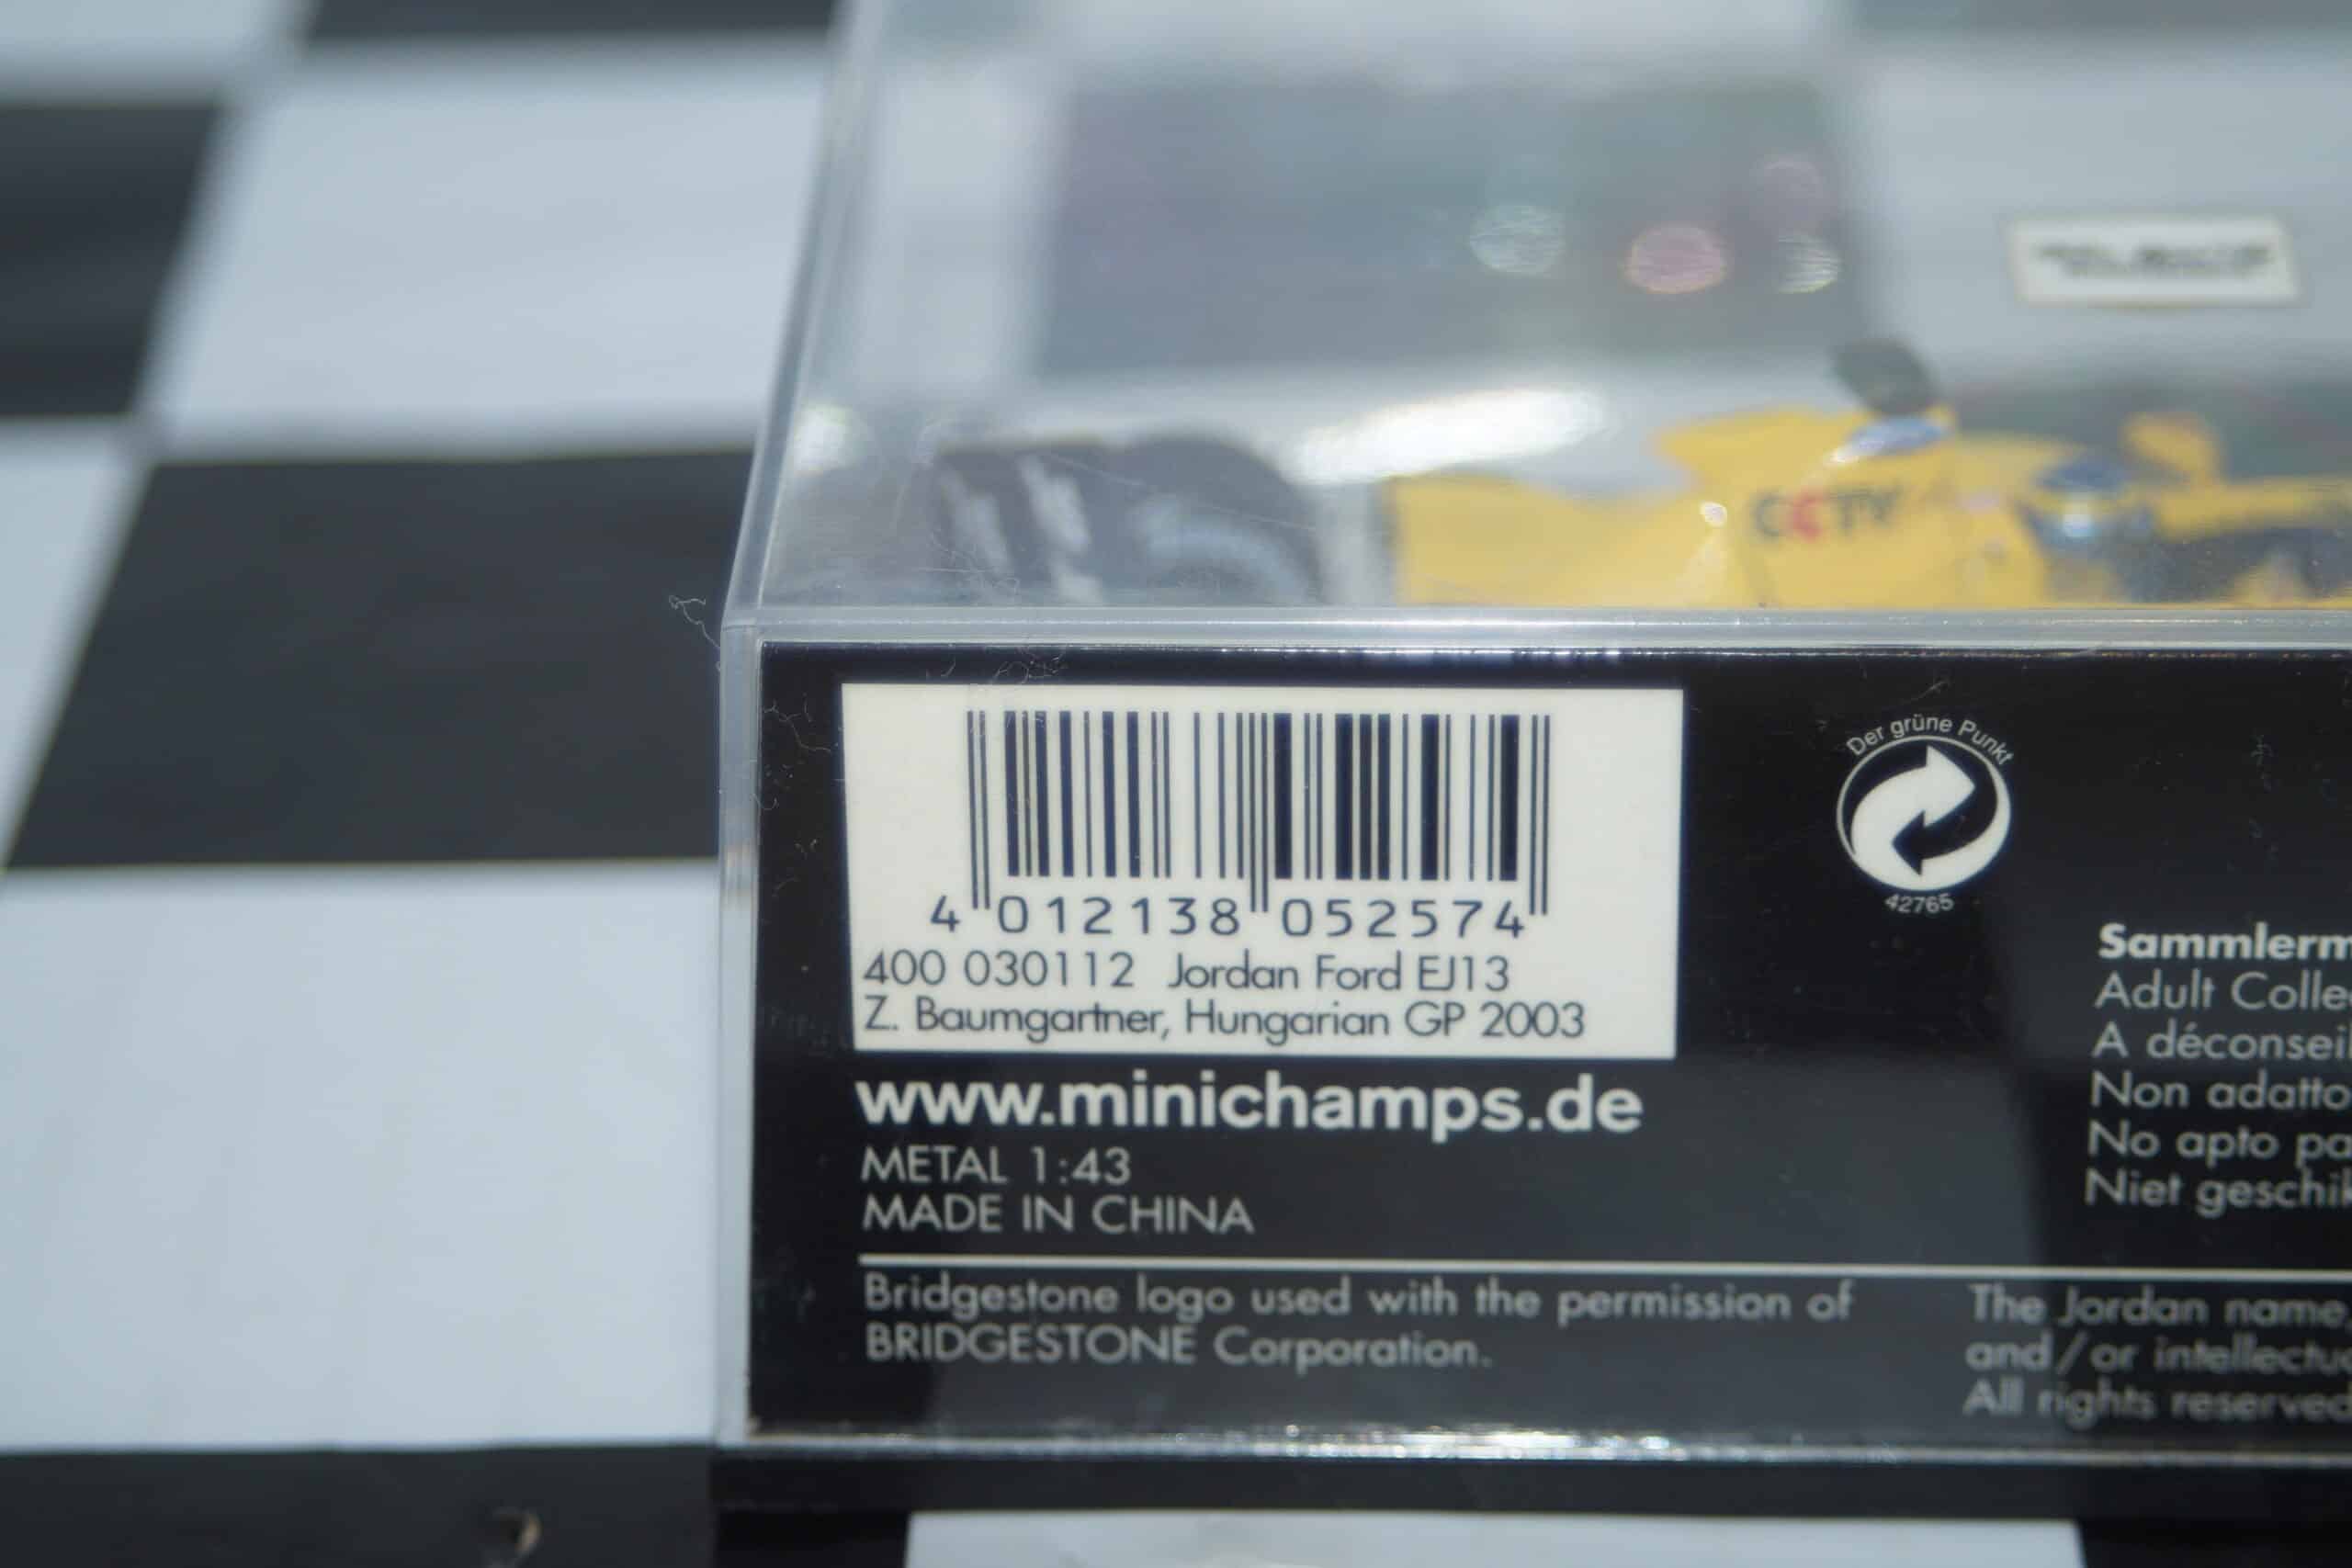 CCTV
4 012138 052574
400 030112 Jordan Ford EJ13
Z. Baumgartner, Hungarian GP 2003
www.minichamps.de
METAL 1:43
MADE IN CHINA
Bridgestone logo used with the permission of
BRIDGESTONE Corporation.
Der grüne Punkt
42765
Sammlerm
Adult Colle
A déconseil
Non adatto
No apto pa
Niet geschik
The Jordan name,
and/or intellectu
All rights reserved